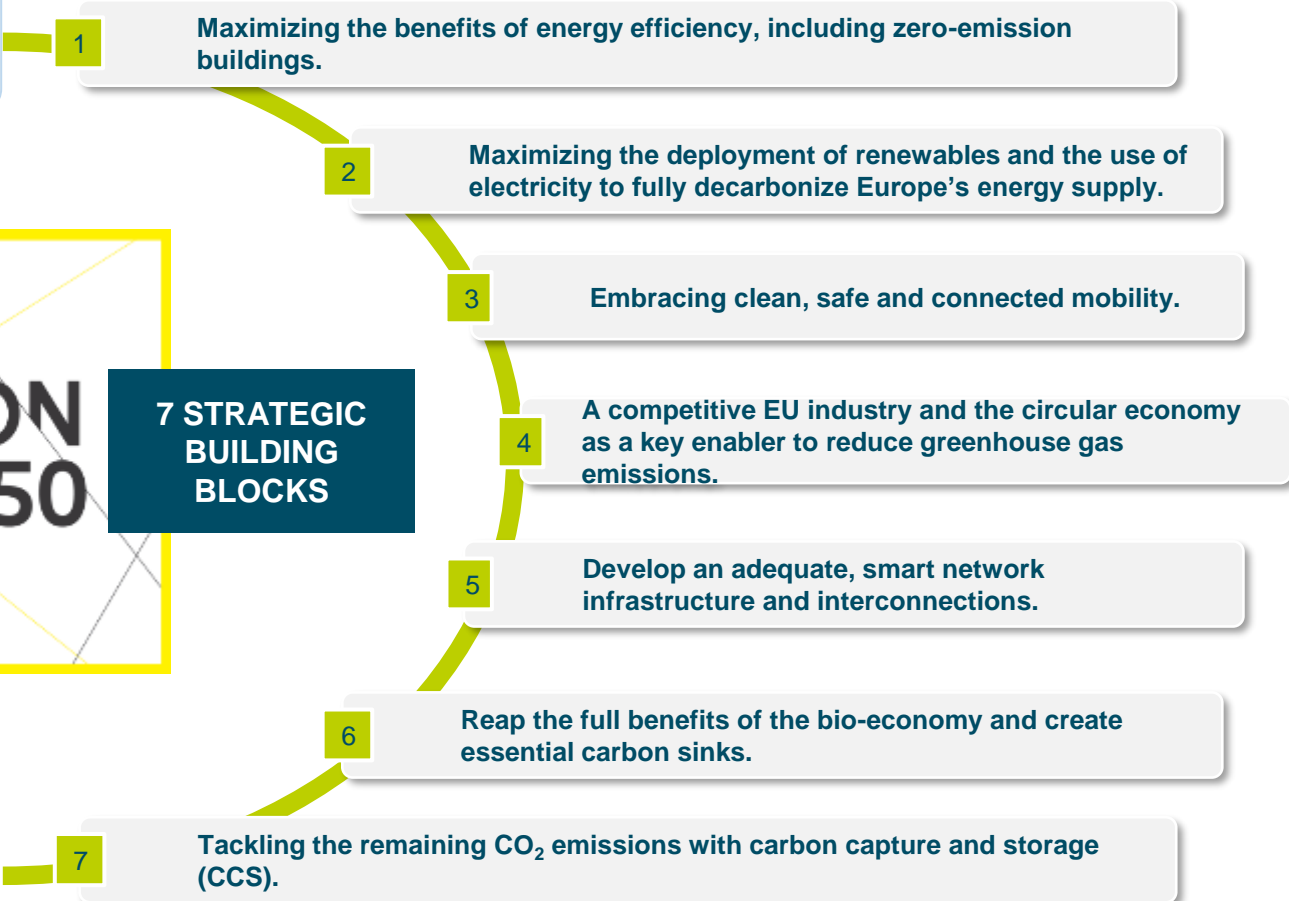 1
Maximizing the benefits of energy efficiency, including zero-emission
buildings.
2
Maximizing the deployment of renewables and the use of
electricity to fully decarbonize Europe’s energy supply.
3
Embracing clean, safe and connected mobility.
ON
50
7 STRATEGIC
BUILDING
BLOCKS
4
A competitive EU industry and the circular economy
as a key enabler to reduce greenhouse gas
emissions.
5
Develop an adequate, smart network
infrastructure and interconnections.
6
Reap the full benefits of the bio-economy and create
essential carbon sinks.
7
Tackling the remaining CO₂ emissions with carbon capture and storage
(CCS).